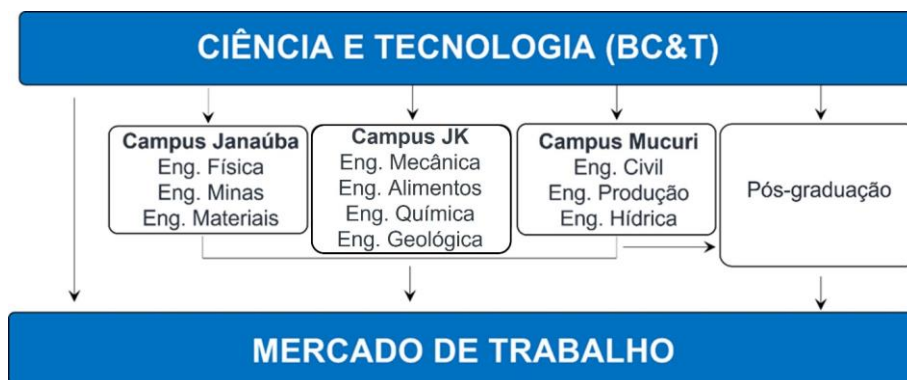 CIÊNCIA E TECNOLOGIA (BC&T)
Campus Janaúba
Eng. Física
Eng. Minas
Eng. Materiais
Campus JK
Eng. Mecânica
Eng. Alimentos
Eng. Química
Eng. Geológica
Campus Mucuri
Eng. Civil
Eng. Produção
Eng. Hídrica
Pós-graduação
MERCADO DE TRABALHO